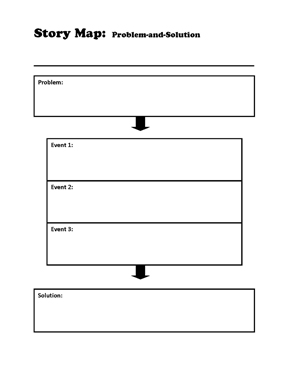 Story Map: Problem-and-Solution
Problem:
Event 1:
Event 2:
Event 3:
Solution: